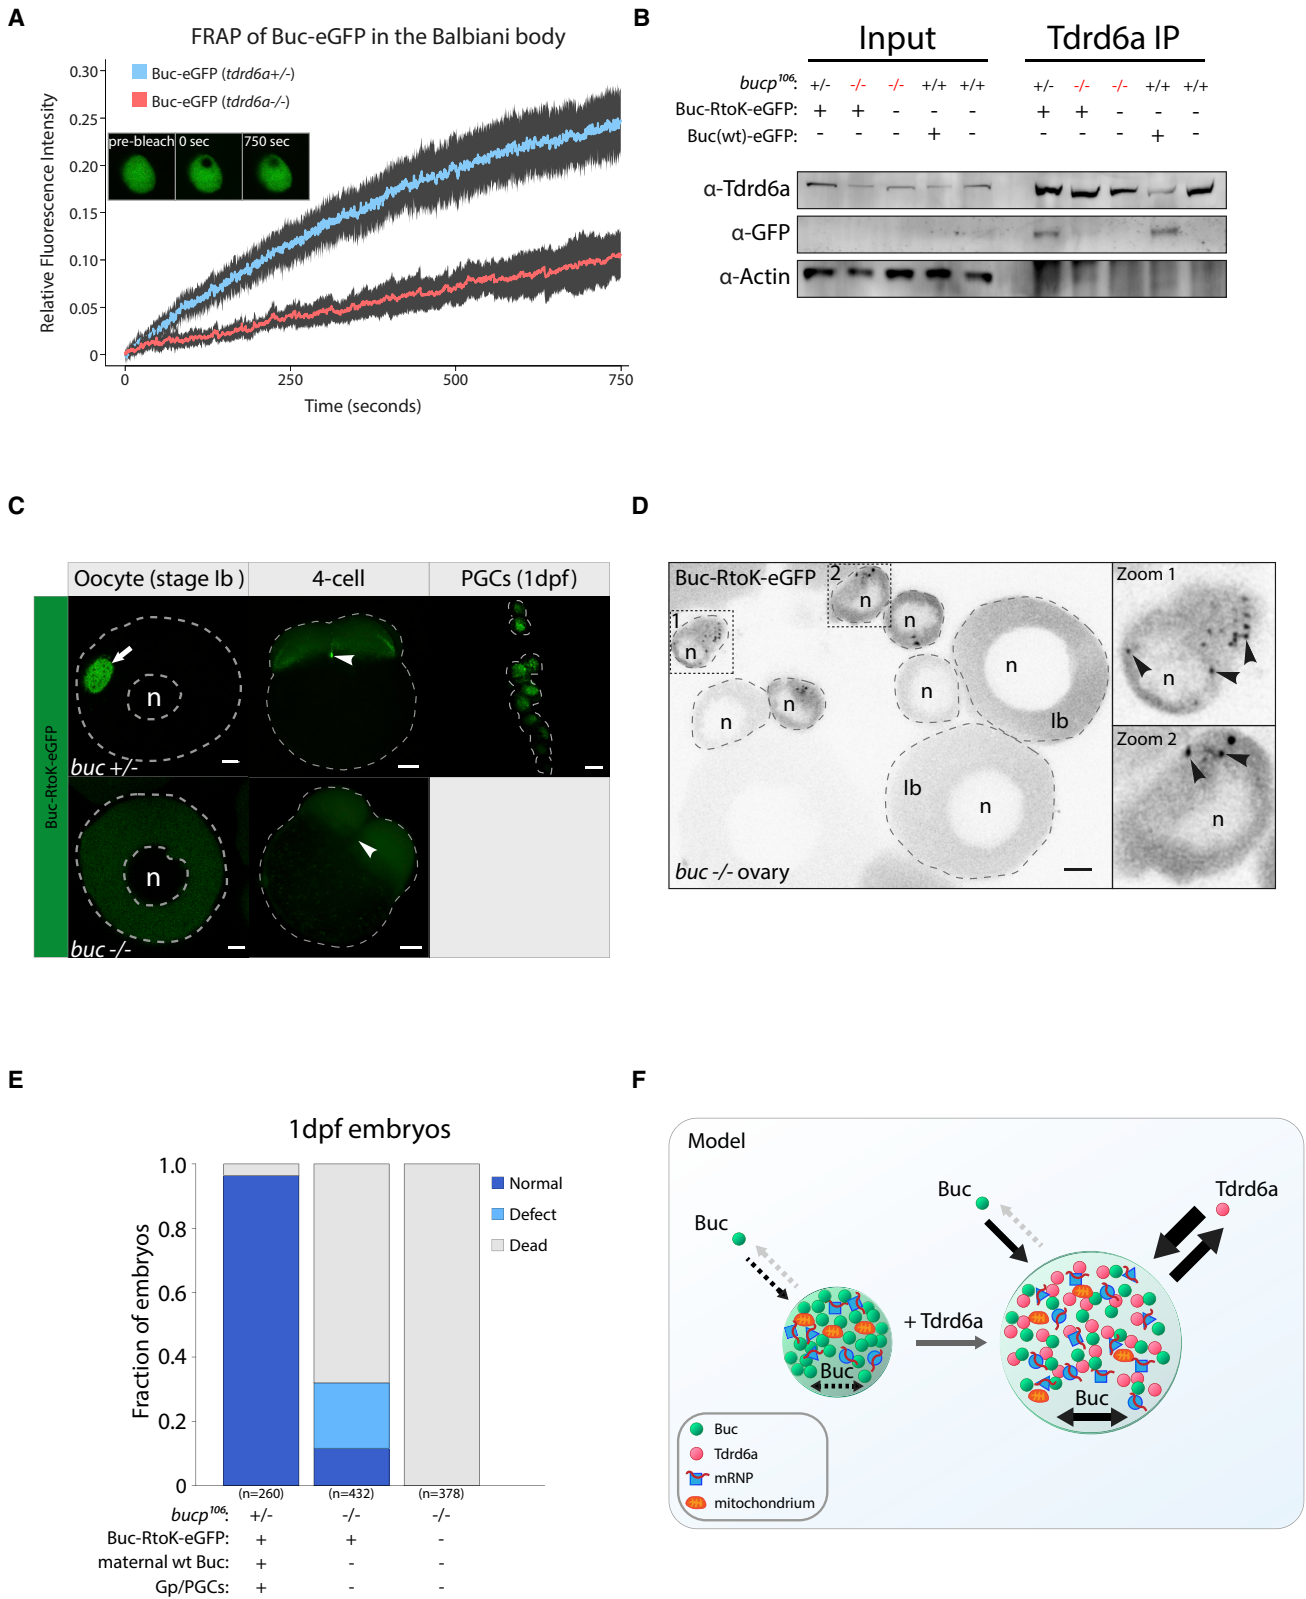 A
FRAP of Buc-eGFP in the Balbiani body
Buc-eGFP (tdrd6a+/-)
Buc-eGFP (tdrd6a-/-)
pre-bleach 0 sec 750 sec
Relative Fluorescence Intensity
0.30
0.25
0.20
0.15
0.10
0.05
0
0 250 500 750
Time (seconds)
B
Input Tdrd6a IP
bucp106: +/- -/- -/- +/+ +/+ +/- -/- -/- +/+ +/+
Buc-RtoK-eGFP: + + - - - + + - - -
Buc(wt)-eGFP: - - - + - - - - + -
α-Tdrd6a
α-GFP
α-Actin
C
Oocyte (stage Ib ) 4-cell PGCs (1dpf)
Buc-RtoK-eGFP
n
buc +/-
n
buc -/-
D
Buc-RtoK-eGFP
1
n
2
n
n
n
n
n
n
Ib
Ib
n
buc -/- ovary
Zoom 1
n
Zoom 2
n
E
1dpf embryos
Fraction of embryos
1.0
0.8
0.6
0.4
0.2
0
Normal
Defect
Dead
(n=260) (n=432) (n=378)
bucp106: +/- -/- -/-
Buc-RtoK-eGFP: + + -
maternal wt Buc: + - -
Gp/PGCs: + - -
F
Model
Buc
Buc
Tdrd6a
+ Tdrd6a
Buc
Buc
Buc
Tdrd6a
mRNP
mitochondrium